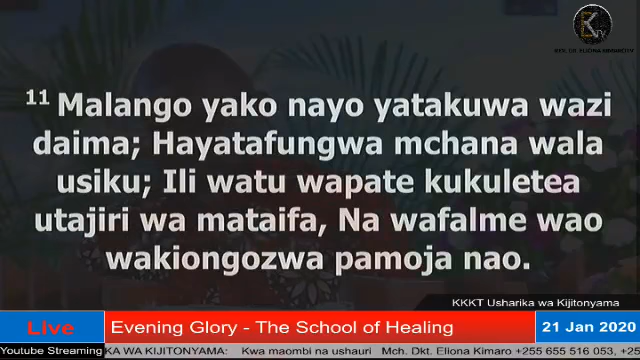 11 Malango yako nayo yatakuwa wazi
daima; Hayatafungwa mchana wala
usiku; Ili watu wapate kukuletea
utajiri wa mataifa, Na wafalme wao
wakiongozwa pamoja nao.
KKKT Usharika wa Kijitonyama
Live Evening Glory - The School of Healing 21 Jan 2020
Youtube Streaming KA WA KIJITONYAMA: Kwa maombi na ushauri Mch. Dkt. Eliona Kimaro +255 655 516 053, +25